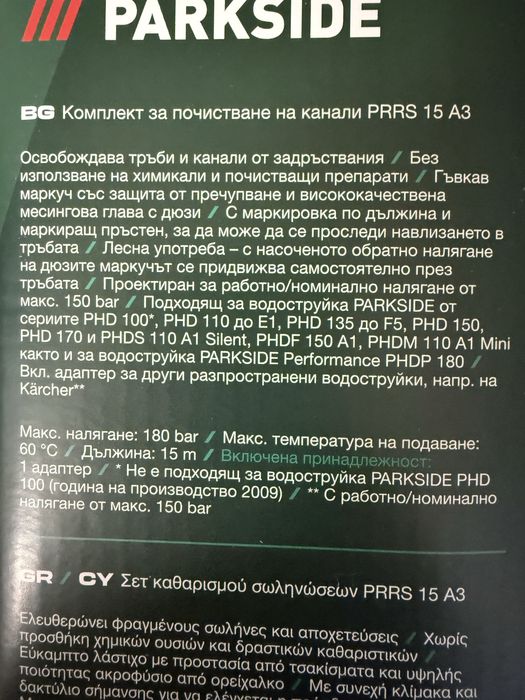 PARKSIDE
BG Комплект за почистване на канали PRRS 15 A3
Освобождава тръби и канали от задръствания / Без
използване на химикали и почистващи препарати / Гъвкав
маркуч със защита от пречупване и висококачествена
месингова глава с дюзи / С маркировка по дължина и
маркиращ пръстен, за да може да се проследи навлизането в
тръбата / Лесна употреба – с насоченото обратно налягане
на дюзите маркучът се придвижва самостоятелно през
тръбата / Проектиран за работно/номинално налягане от
макс. 150 bar / Подходящ за водоструйка PARKSIDE от
сериите PHD 100*, PHD 110 до E1, PHD 135 до F5, PHD 150,
PHD 170 и PHDS 110 A1 Silent, PHDF 150 A1, PHDM 110 A1 Mini
както и за водоструйка PARKSIDE Performance PHDP 180 /
Вкл. адаптер за други разпространени водоструйки, напр. на
Kärcher**
Макс. налягане: 180 bar / Макс. температура на подаване:
60 °C / Дължина: 15 m / Включена принадлежност:
1 адаптер / * Не е подходящ за водоструйка PARKSIDE PHD
100 (година на производство 2009) / ** С работно/номинално
налягане от макс. 150 bar
GR / CY Σετ καθαρισμού σωληνώσεων PRRS 15 A3
Ελευθερώνει φραγμένους σωλήνες και αποχετεύσεις / Χωρίς
προσθήκη χημικών ουσιών και δραστικών καθαριστικών /
Εύκαμπτο λάστιχο με προστασία από τσακίσματα και υψηλής
ποιότητας ακροφύσιο από ορείχαλκο / Με συνεχή κλίμακα και
δακτύλιο σήμανσης για να ελέγχεται